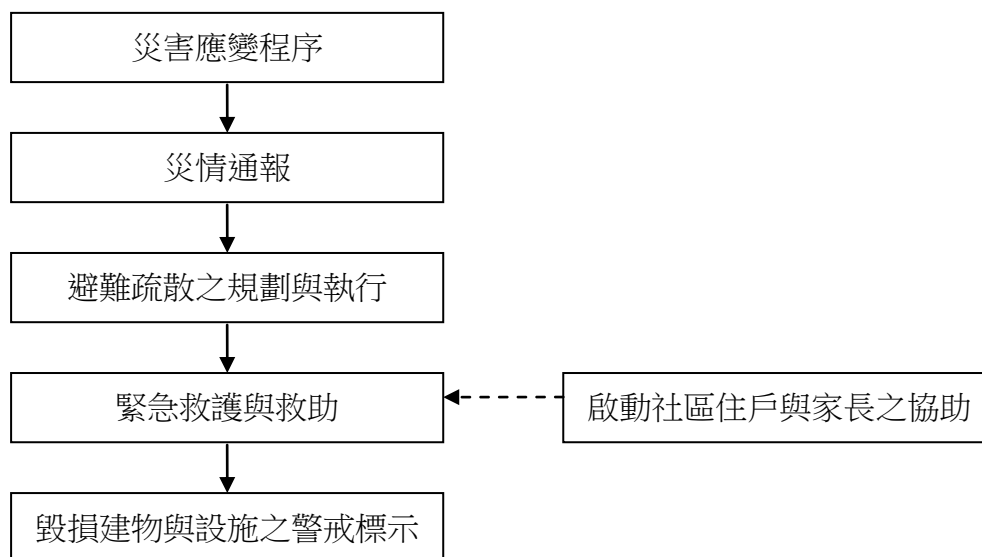 災害應變程序
災情通報
避難疏散之規劃與執行
緊急救護與救助
啟動社區住戶與家長之協助
毀損建物與設施之警戒標示